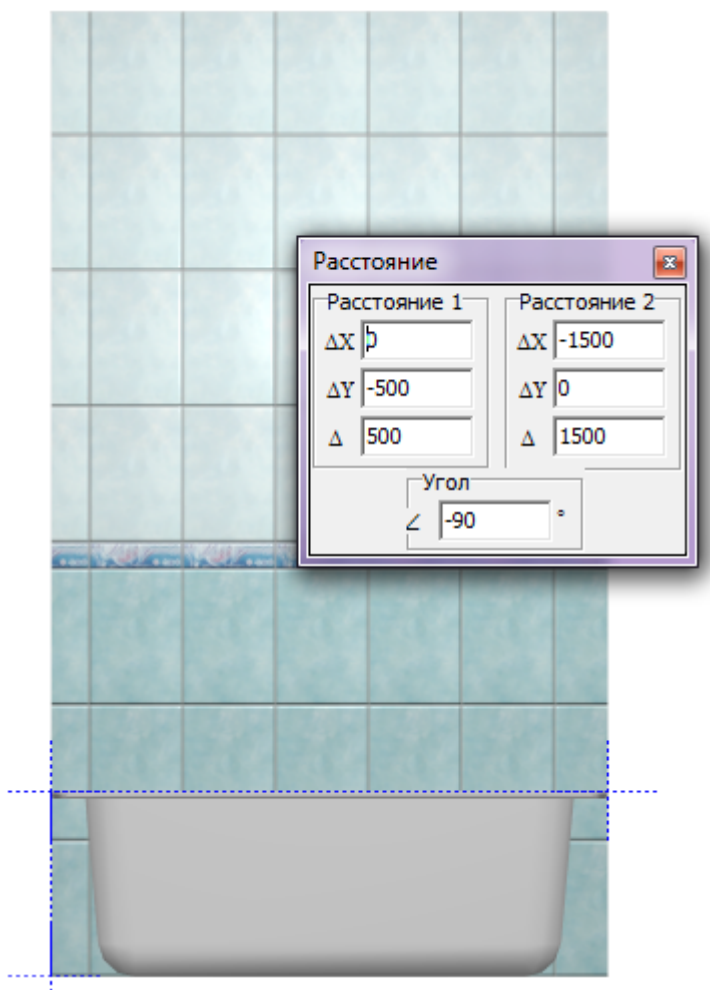 Расстояние
Расстояние 1
ΔX 0
ΔY -500
Δ 500
Расстояние 2
ΔX -1500
ΔY 0
Δ 1500
Угол
∠ -90 °